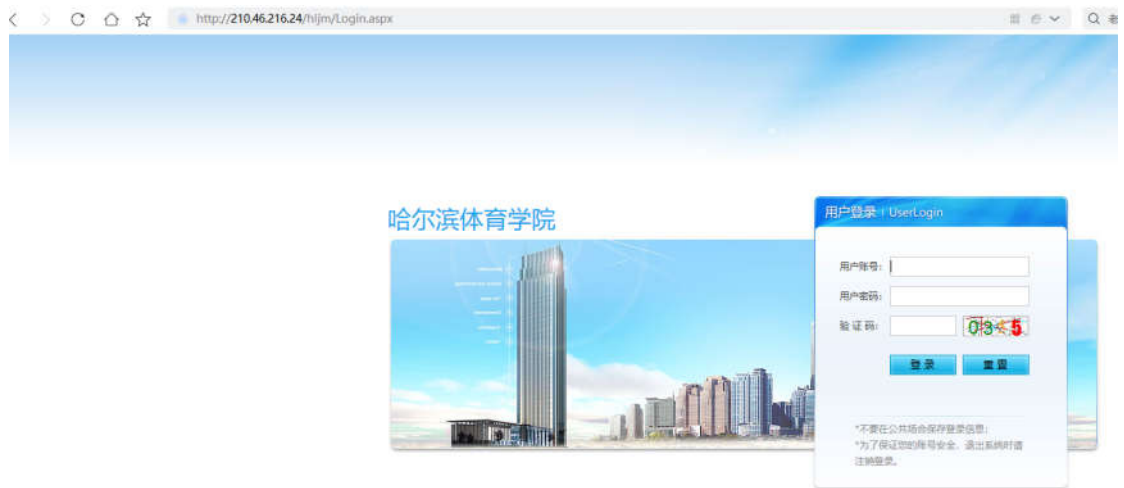 http://210.46.216.24/hljm/Login.aspx
哈尔滨体育学院
用户登录 | UserLogin
用户账号:
用户密码:
验 证 码:
登 录 重 置
*不要在公共场合保存登录信息;
*为了保证您的账号安全，退出系统时请
注销登录。